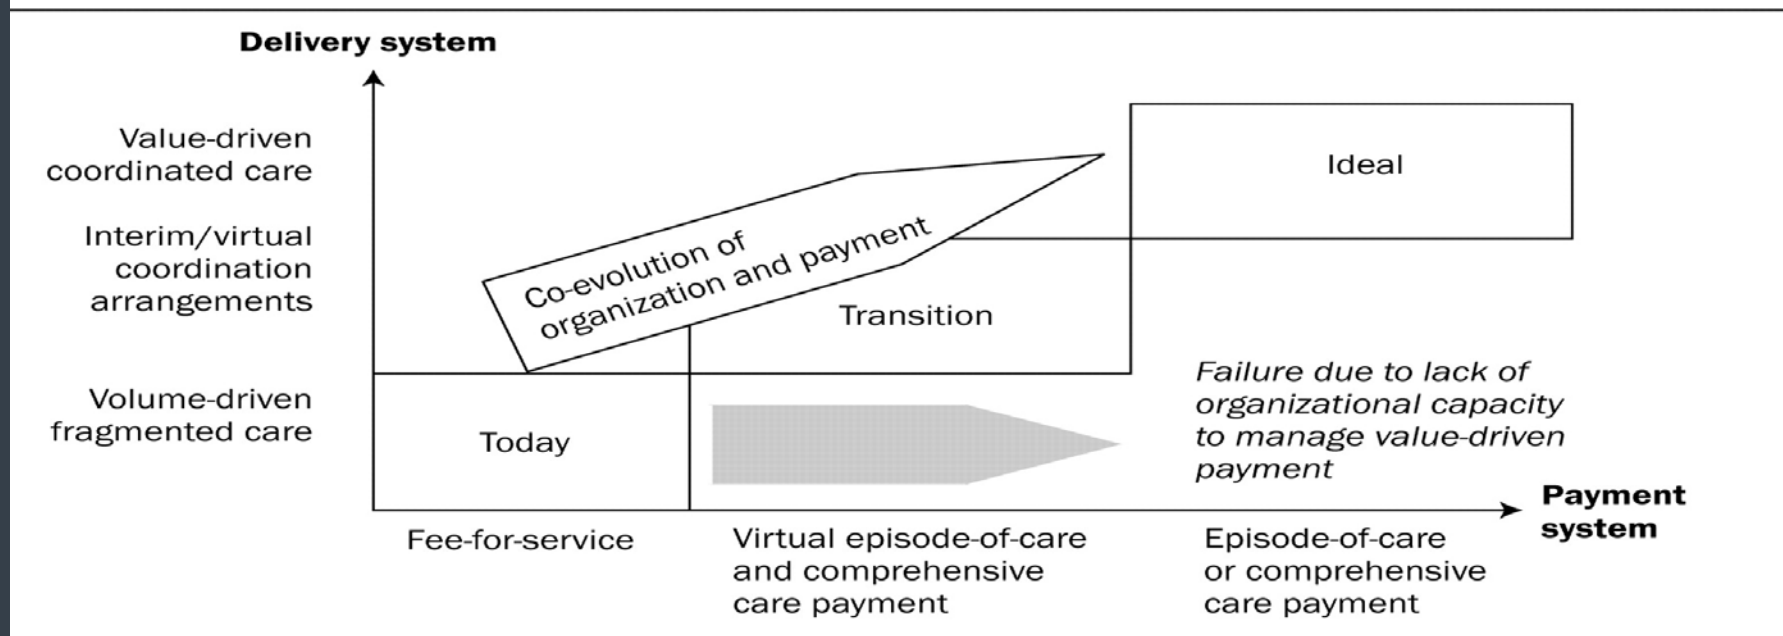 Delivery system
Value-driven
coordinated care
Ideal
Interim/virtual
coordination
arrangements
Co-evolution of
organization and payment
Transition
Volume-driven
fragmented care
Today
Failure due to lack of
organizational capacity
to manage value-driven
payment
Payment
system
Fee-for-service
Virtual episode-of-care
and comprehensive
care payment
Episode-of-care
or comprehensive
care payment